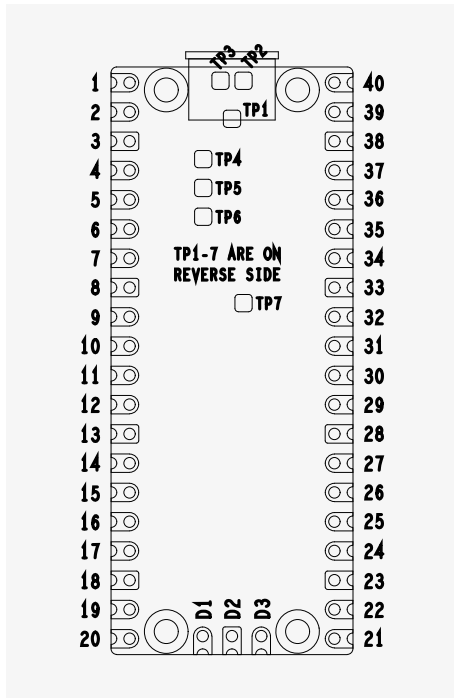 TP3 TP2
1 40
TP1
2 39
3 38
TP4
4 37
TP5
5 36
TP6
6 35
TP1-7 ARE ON
7 34
REVERSE SIDE
8 33
TP7
9 32
10 31
11 30
12 29
13 28
14 27
15 26
16 25
17 24
18 23
19 D1 D2 D3 22
20 21